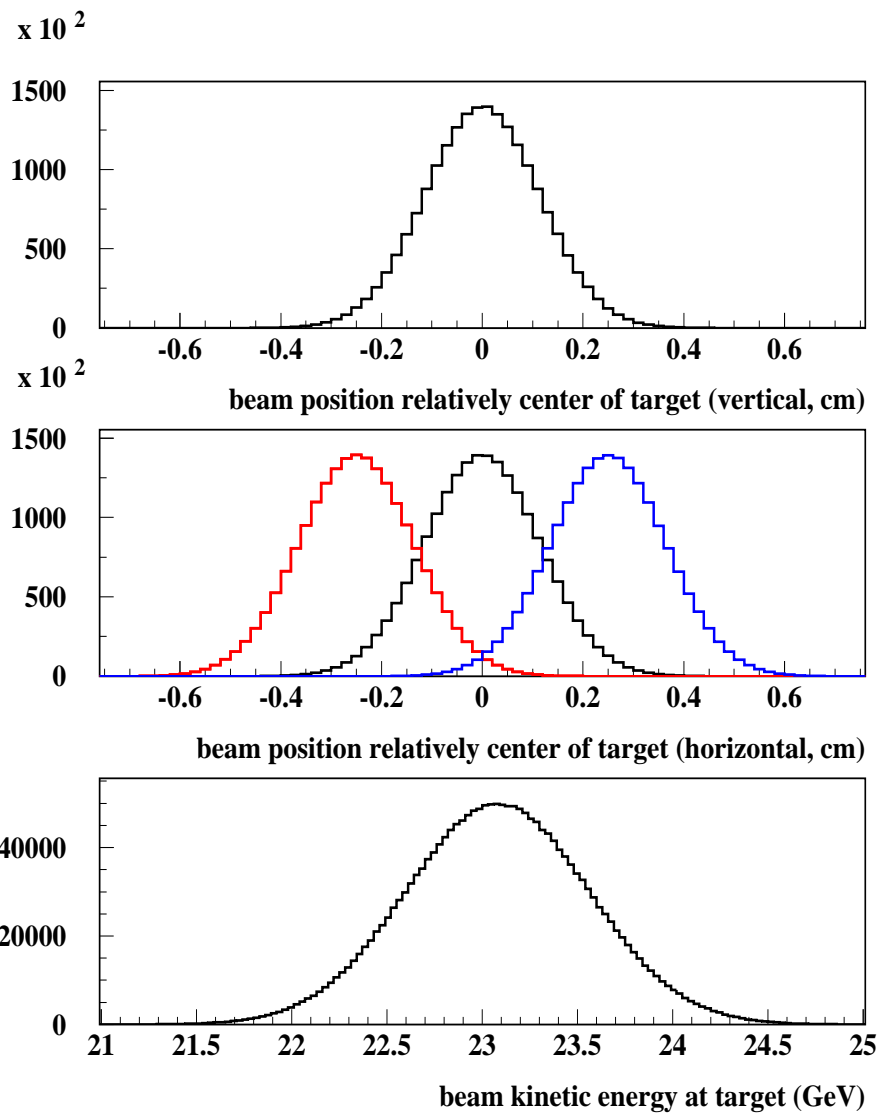 x 10 2
1500
1000
500
0
-0.6 -0.4 -0.2 0 0.2 0.4 0.6
beam position relatively center of target (vertical, cm)
x 10 2
1500
1000
500
0
-0.6 -0.4 -0.2 0 0.2 0.4 0.6
beam position relatively center of target (horizontal, cm)
40000
20000
0
21 21.5 22 22.5 23 23.5 24 24.5 25
beam kinetic energy at target (GeV)